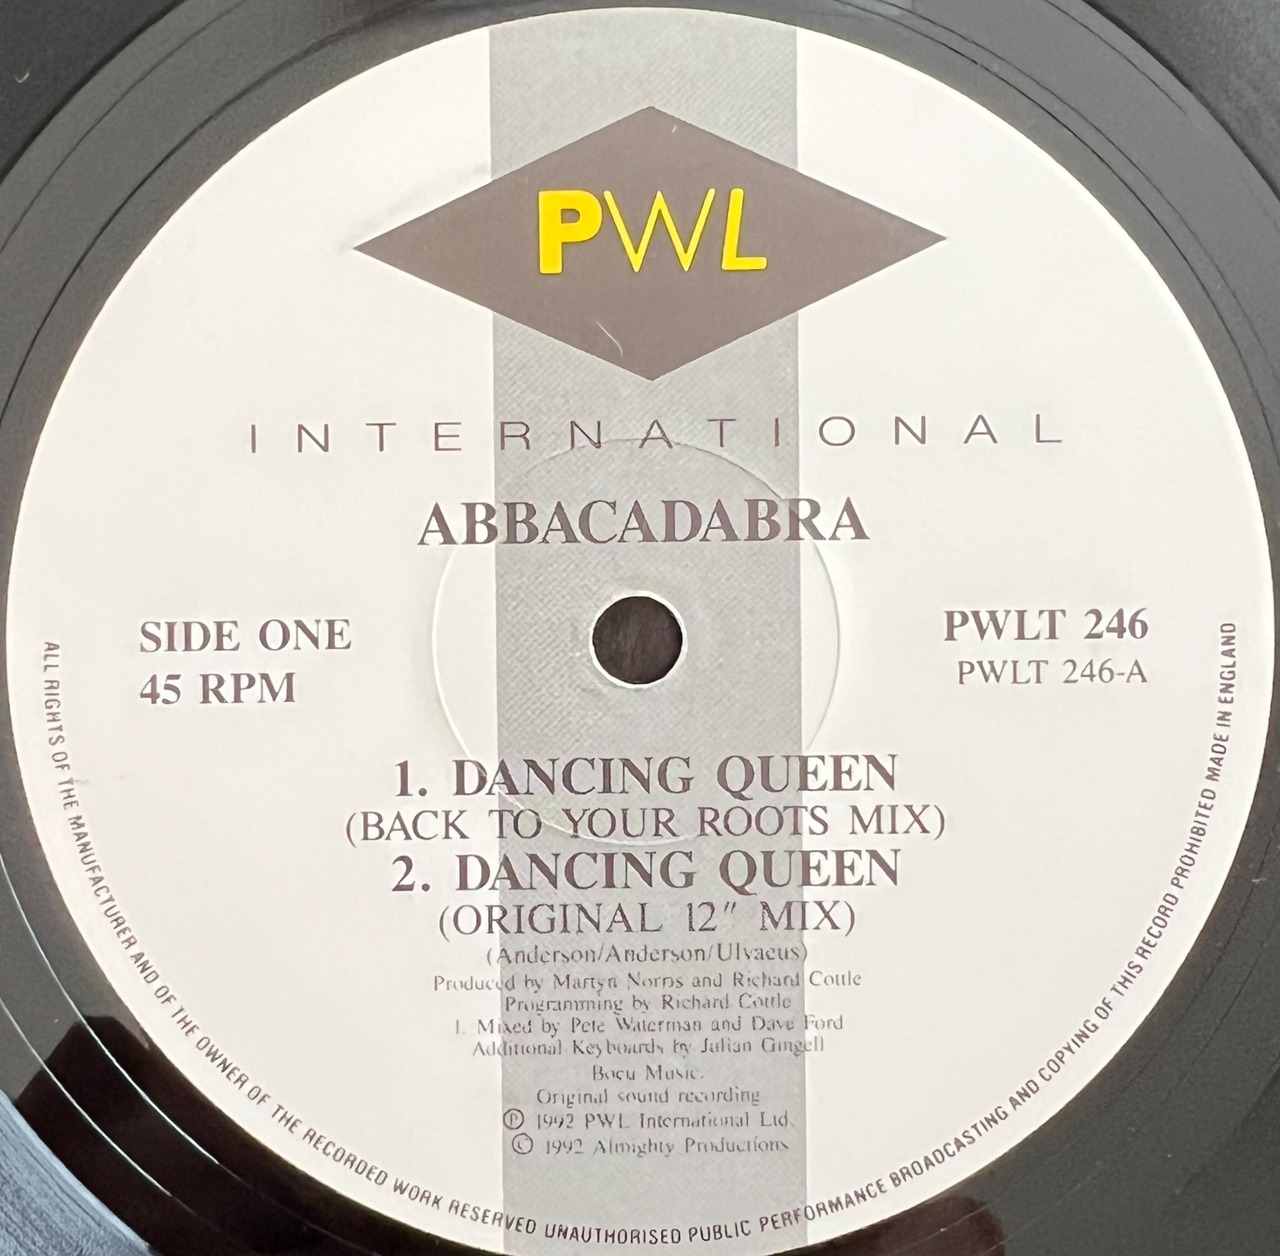 PWL
INTERNATIONAL
ABBACADABRA
SIDE ONE
45 RPM
PWLT 246
PWLT 246-A
1. DANCING QUEEN
(BACK TO YOUR ROOTS MIX)
2. DANCING QUEEN
(ORIGINAL 12" MIX)
(Anderson/Anderson/Ulvaeus)
Produced by Martyn Norris and Richard Cottle
Programming by Richard Cottle
1. Mixed by Pete Waterman and Dave Ford
Additional Keyboards by Julian Gingell
Bocu Music.
Original sound recording
℗ 1992 PWL International Ltd.
© 1992 Almighty Productions
ALL RIGHTS OF THE MANUFACTURER AND OF THE OWNER OF THE RECORDED WORK RESERVED UNAUTHORISED PUBLIC PERFORMANCE BROADCASTING AND COPYING OF THIS RECORD PROHIBITED MADE IN ENGLAND